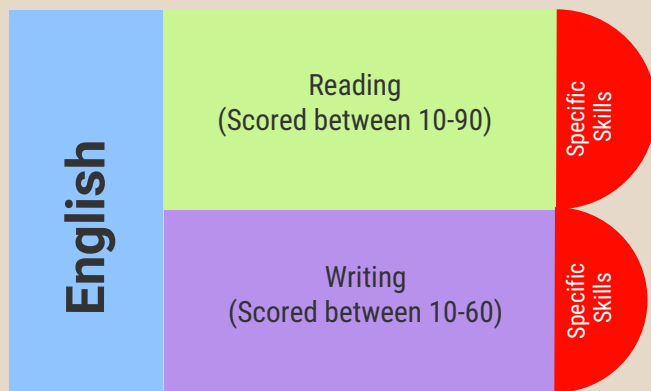 English
Reading
(Scored between 10-90)
Specific
Skills
Writing
(Scored between 10-60)
Specific
Skills